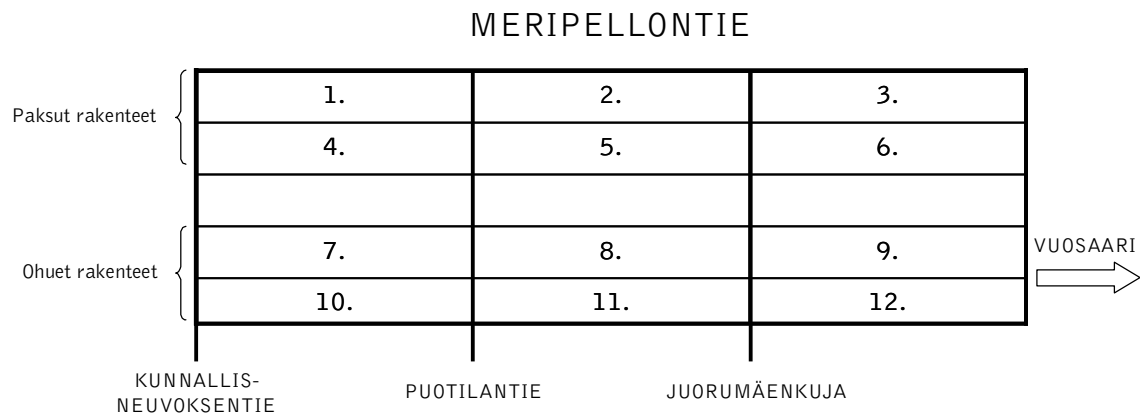 MERIPELLONTIE
Paksut rakenteet
1. 2. 3.
4. 5. 6.
Ohuet rakenteet
7. 8. 9.
10. 11. 12.
VUOSAARI
KUNNALLIS-
NEUVOKSENTIE
PUOTILANTIE
JUORUMÄENKUJA